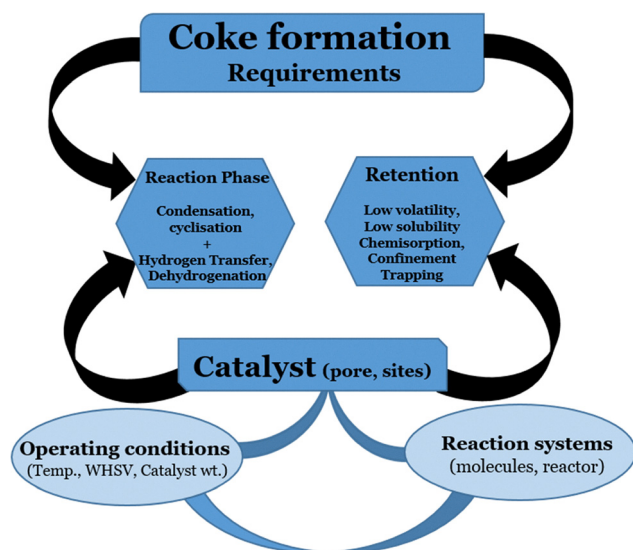 Coke formation
Requirements
Reaction Phase
Condensation,
cyclisation
+
Hydrogen Transfer,
Dehydrogenation
Retention
Low volatility,
Low solubility
Chemisorption,
Confinement
Trapping
Catalyst (pore, sites)
Operating conditions
(Temp., WHSV, Catalyst wt.)
Reaction systems
(molecules, reactor)